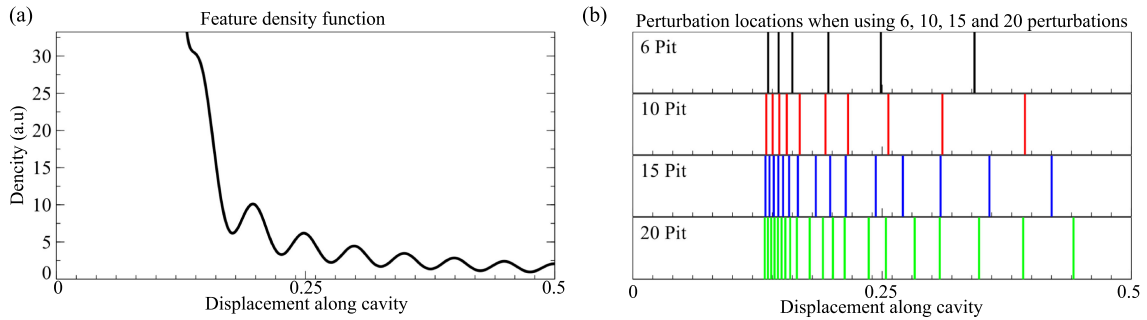 (a)
Feature density function
30
25
20
15
10
5
0
Dencity (a.u)
0
0.25
0.5
Displacement along cavity
(b)
Perturbation locations when using 6, 10, 15 and 20 perturbations
6 Pit
10 Pit
15 Pit
20 Pit
0
0.25
0.5
Displacement along cavity